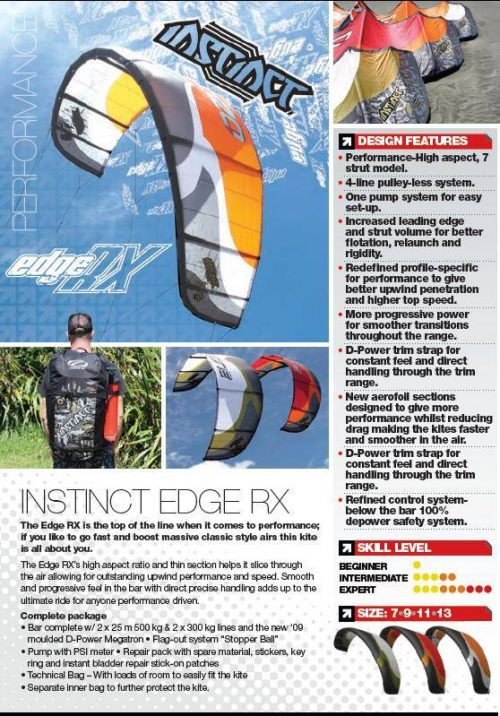 PERFORMANCE
INSTINCT
edge RX
DESIGN FEATURES
• Performance-High aspect, 7
strut model.
• 4-line pulley-less system.
• One pump system for easy
set-up.
• Increased leading edge
and strut volume for better
flotation, relaunch and
rigidity.
• Redefined profile-specific
for performance to give
better upwind penetration
and higher top speed.
• More progressive power
for smoother transitions
throughout the range.
• D-Power trim strap for
constant feel and direct
handling through the trim
range.
• New aerofoil sections
designed to give more
performance whilst reducing
drag making the kites faster
and smoother in the air.
• D-Power trim strap for
constant feel and direct
handling through the trim
range.
• Refined control system-
below the bar 100%
depower safety system.
INSTINCT EDGE RX
The Edge RX is the top of the line when it comes to performance;
if you like to go fast and boost massive classic style airs this kite
is all about you.
The Edge RX's high aspect ratio and thin section helps it slice through
the air allowing for outstanding upwind performance and speed. Smooth
and progressive feel in the bar with direct precise handling adds up to the
ultimate ride for anyone performance driven.
Complete package
• Bar complete w/ 2 x 25 m 500 kg & 2 x 300 kg lines and the new '09
moulded D-Power Megatron • Flag-out system "Stopper Ball"
• Pump with PSI meter • Repair pack with spare material, stickers, key
ring and instant bladder repair stick-on patches
• Technical Bag – With loads of room to easily fit the kite
• Separate inner bag to further protect the kite.
SKILL LEVEL
BEGINNER
INTERMEDIATE
EXPERT
SIZE: 7•9•11•13